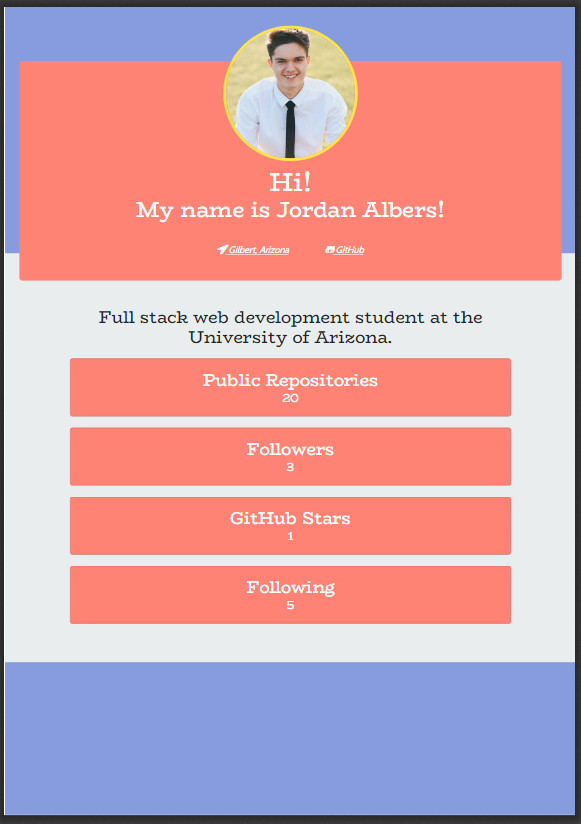 Hi!
My name is Jordan Albers!
Gilbert, Arizona GitHub
Full stack web development student at the
University of Arizona.
Public Repositories
20
Followers
3
GitHub Stars
1
Following
5